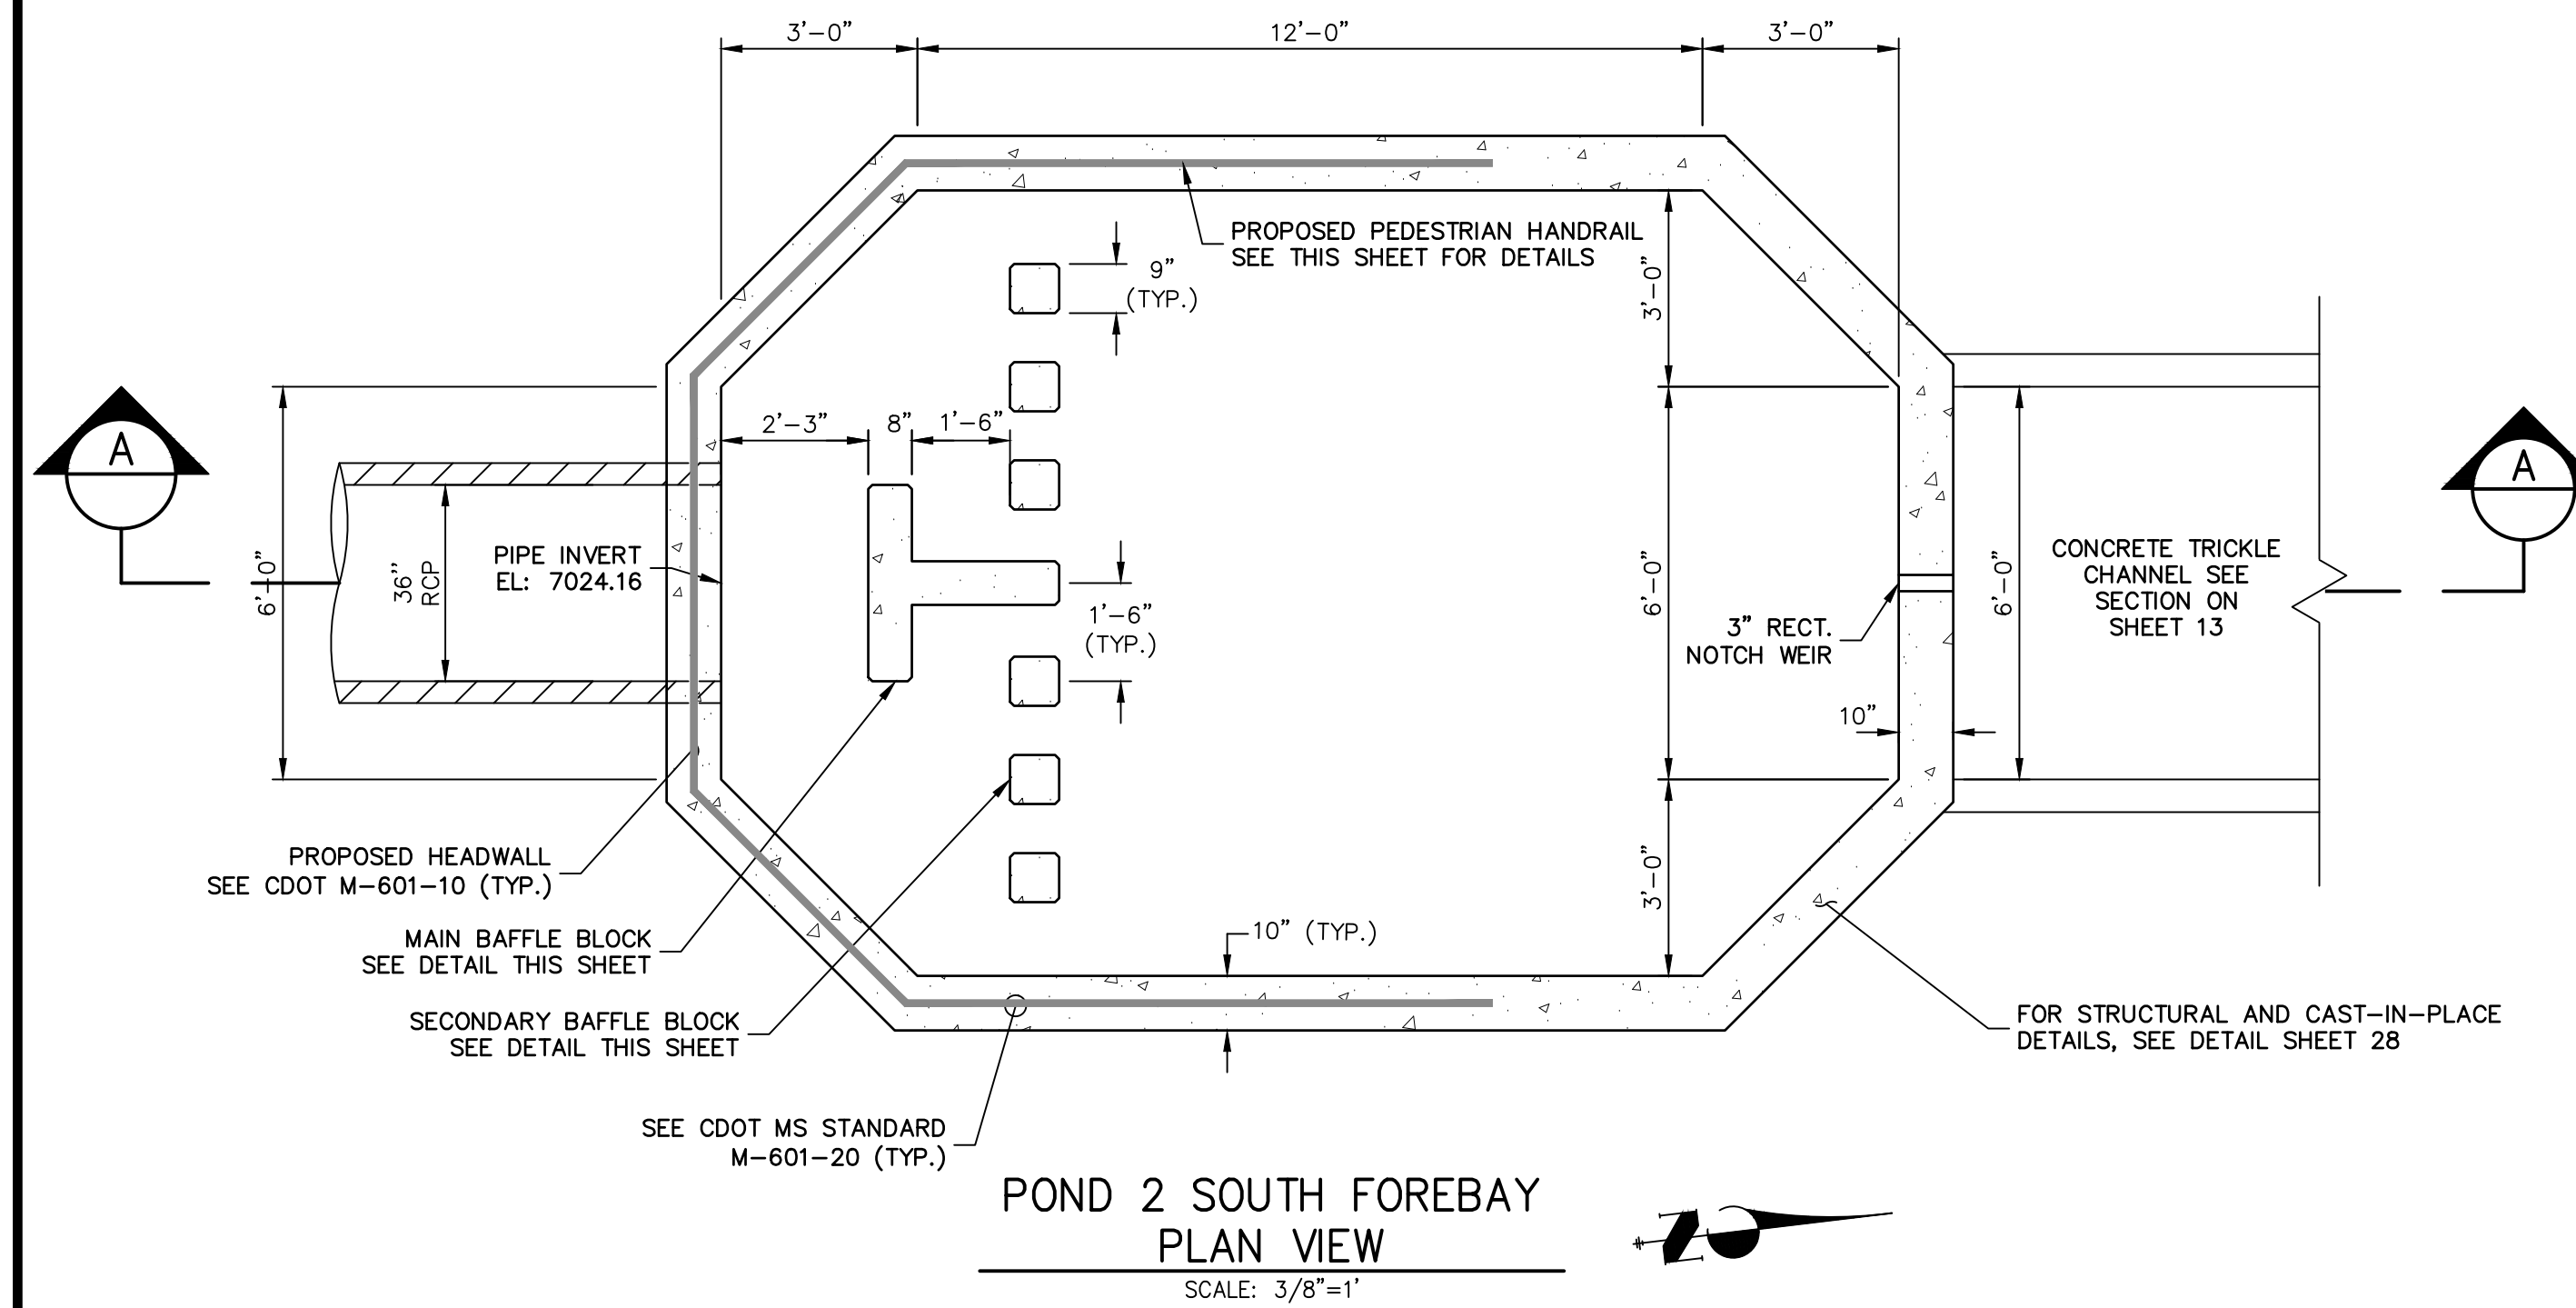 3'-0"
12'-0"
3'-0"
PROPOSED PEDESTRIAN HANDRAIL
SEE THIS SHEET FOR DETAILS
9"
(TYP.)
3'-0"
2'-3"
8"
1'-6"
A
A
6'-0"
36"
RCP
PIPE INVERT
EL: 7024.16
1'-6"
(TYP.)
6'-0"
3" RECT.
NOTCH WEIR
6'-0"
CONCRETE TRICKLE
CHANNEL SEE
SECTION ON
SHEET 13
10"
PROPOSED HEADWALL
SEE CDOT M-601-10 (TYP.)
3'-0"
MAIN BAFFLE BLOCK
SEE DETAIL THIS SHEET
10" (TYP.)
SECONDARY BAFFLE BLOCK
SEE DETAIL THIS SHEET
FOR STRUCTURAL AND CAST-IN-PLACE
DETAILS, SEE DETAIL SHEET 28
SEE CDOT MS STANDARD
M-601-20 (TYP.)
POND 2 SOUTH FOREBAY
PLAN VIEW
SCALE: 3/8"=1'
N